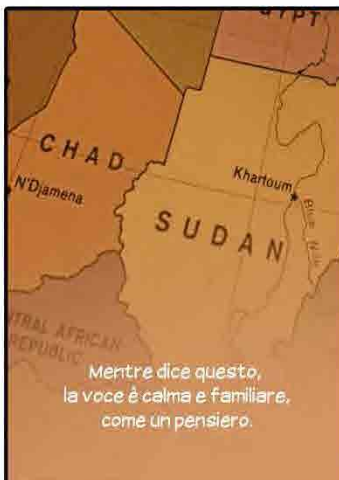 GYPT
CHAD
N'Djamena
Khartoum
Blue Nile
SUDAN
TRAL AFRICAN
REPUBLIC
Mentre dice questo,
la voce è calma e familiare,
come un pensiero.